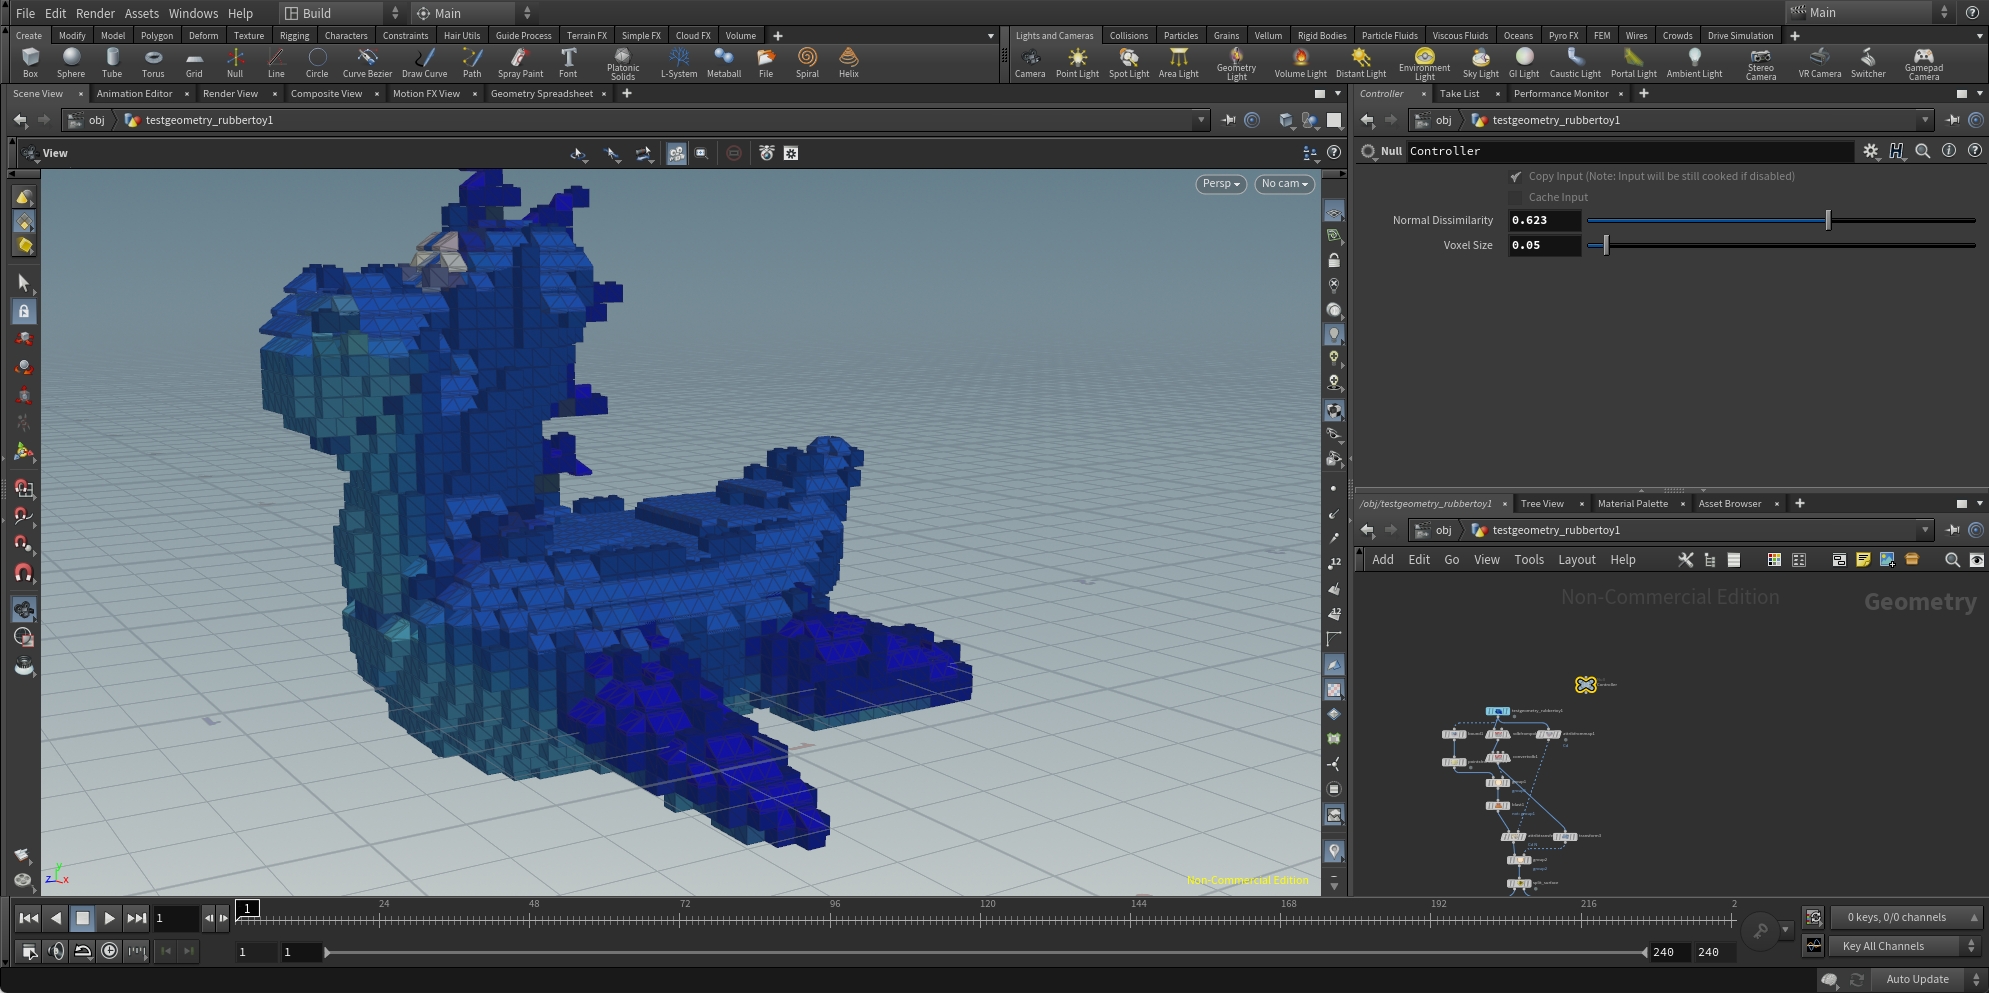 File Edit Render Assets Windows Help Build Main Main
Create Modify Model Polygon Deform Texture Rigging Characters Constraints Hair Utils Guide Process Terrain FX Simple FX Cloud FX Volume
Lights and Cameras Collisions Particles Grains Vellum Rigid Bodies Particle Fluids Viscous Fluids Oceans Pyro FX FEM Wires Crowds Drive Simulation
Box Sphere Tube Torus Grid Null Line Circle Curve Bezier Draw Curve Path Spray Paint Font Platonic Solids L-System Metaball File Spiral Helix
Camera Point Light Spot Light Area Light Geometry Light Volume Light Distant Light Environment Light Sky Light GI Light Caustic Light Portal Light Ambient Light Stereo Camera VR Camera Switcher Gamepad Camera
Scene View Animation Editor Render View Composite View Motion FX View Geometry Spreadsheet
Controller Take List Performance Monitor
obj testgeometry_rubbertoy1
obj testgeometry_rubbertoy1
View
Null Controller
Persp No cam
Copy Input (Note: Input will be still cooked if disabled)
Cache Input
Normal Dissimilarity 0.623
Voxel Size 0.05
/obj/testgeometry_rubbertoy1 Tree View Material Palette Asset Browser
obj testgeometry_rubbertoy1
Add Edit Go View Tools Layout Help
Non-Commercial Edition
Geometry
Controller
testgeometry_rubbertoy1
12
12
y
z x
Non-Commercial Edition
1 1 24 48 72 96 120 144 168 192 216 2
0 keys, 0/0 channels
1 1 240 240
Key All Channels
Auto Update